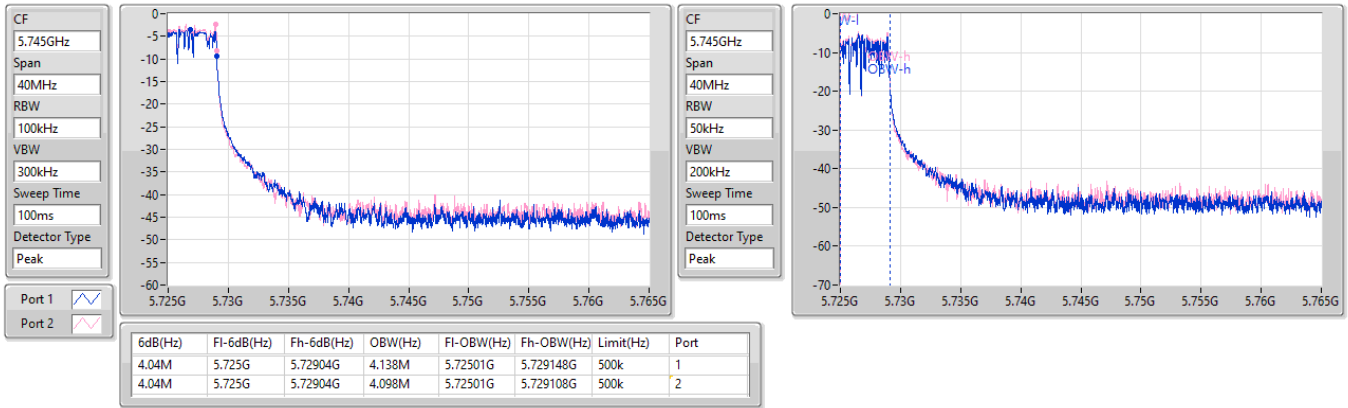 CF
5.745GHz
Span
40MHz
RBW
100kHz
VBW
300kHz
Sweep Time
100ms
Detector Type
Peak
Port 1
Port 2
0-
-5-
-10-
-15-
-20-
-25-
-30-
-35-
-40-
-45-
-50-
-55-
-60-
5.725G 5.73G 5.735G 5.74G 5.745G 5.75G 5.755G 5.76G 5.765G
CF
5.745GHz
Span
40MHz
RBW
50kHz
VBW
200kHz
Sweep Time
100ms
Detector Type
Peak
0-
-10-
-20-
-30-
-40-
-50-
-60-
-70-
W-l
OBW-h
5.725G 5.73G 5.735G 5.74G 5.745G 5.75G 5.755G 5.76G 5.765G
6dB(Hz) Fl-6dB(Hz) Fh-6dB(Hz) OBW(Hz) Fl-OBW(Hz) Fh-OBW(Hz) Limit(Hz) Port
4.04M 5.725G 5.72904G 4.138M 5.72501G 5.729148G 500k 1
4.04M 5.725G 5.72904G 4.098M 5.72501G 5.729108G 500k 2